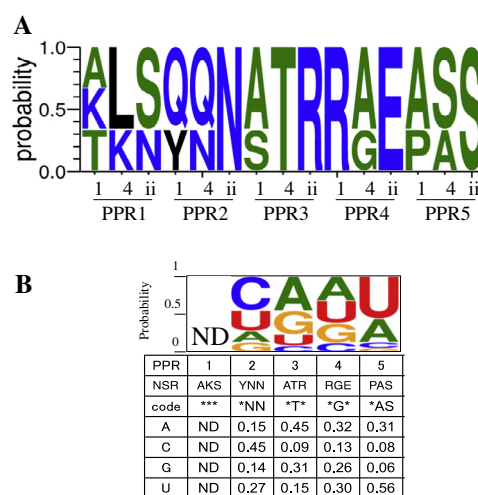 A
probability
1.0
0.5
0.0
A L S Q Q N A T R R A E A S S
K
T K N Y N S G P A
1 4 ii 1 4 ii 1 4 ii 1 4 ii 1 4 ii
PPR1 PPR2 PPR3 PPR4 PPR5
B
Probability
1
0.5
0
ND
C A A U
U G U A
A G
G C C
PPR 1 2 3 4 5
NSR AKS YNN ATR RGE PAS
code *** *NN *T* *G* *AS
A ND 0.15 0.45 0.32 0.31
C ND 0.45 0.09 0.13 0.08
G ND 0.14 0.31 0.26 0.06
U ND 0.27 0.15 0.30 0.56